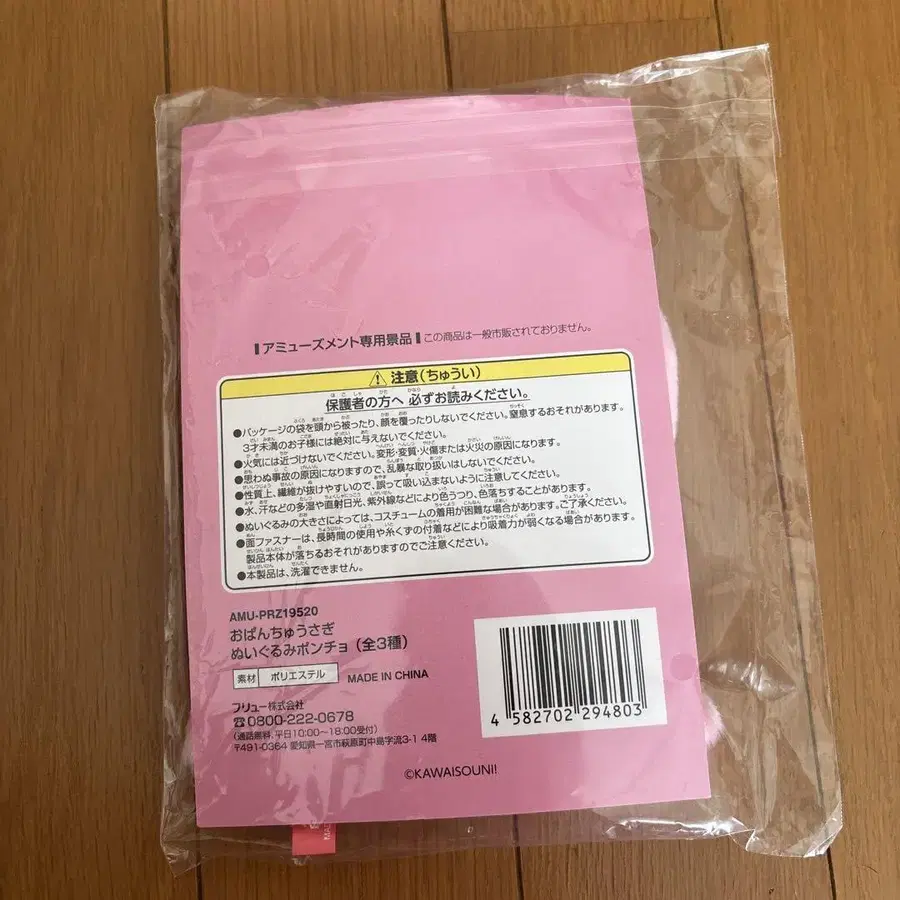 アミューズメント専用景品 この商品は一般市販されておりません。
注意(ちゅうい)
保護者の方へ 必ずお読みください。
●パッケージの袋を頭から被ったり、顔を覆ったりしないでください。窒息するおそれがあります。
3才未満のお子様には絶対に与えないでください。
●火気には近づけないでください。変形・変質・火傷または火災の原因になります。
●思わぬ事故の原因になりますので、乱暴な取り扱いはしないでください。
●性質上、繊維が抜けやすいので、誤って吸い込まないように注意してください。
●水、汗などの多湿や直射日光、紫外線などにより色うつり、色落ちすることがあります。
●ぬいぐるみの大きさによっては、コスチュームの着用が困難な場合があります。ご了承ください。
●面ファスナーは、長時間の使用や糸くずの付着などにより吸着力が弱くなる場合があります。
製品本体が落ちるおそれがありますのでご注意ください。
●本製品は、洗濯できません。
AMU-PRZ19520
おぱんちゅうさぎ
ぬいぐるみポンチョ(全3種)
素材 ポリエステル MADE IN CHINA
フリュー株式会社
☎0800-222-0678
(通話無料、平日10:00~18:00受付)
〒491-0364 愛知県一宮市萩原町中島字流3-1 4階
4 582702 294803
©KAWAISOUNI!